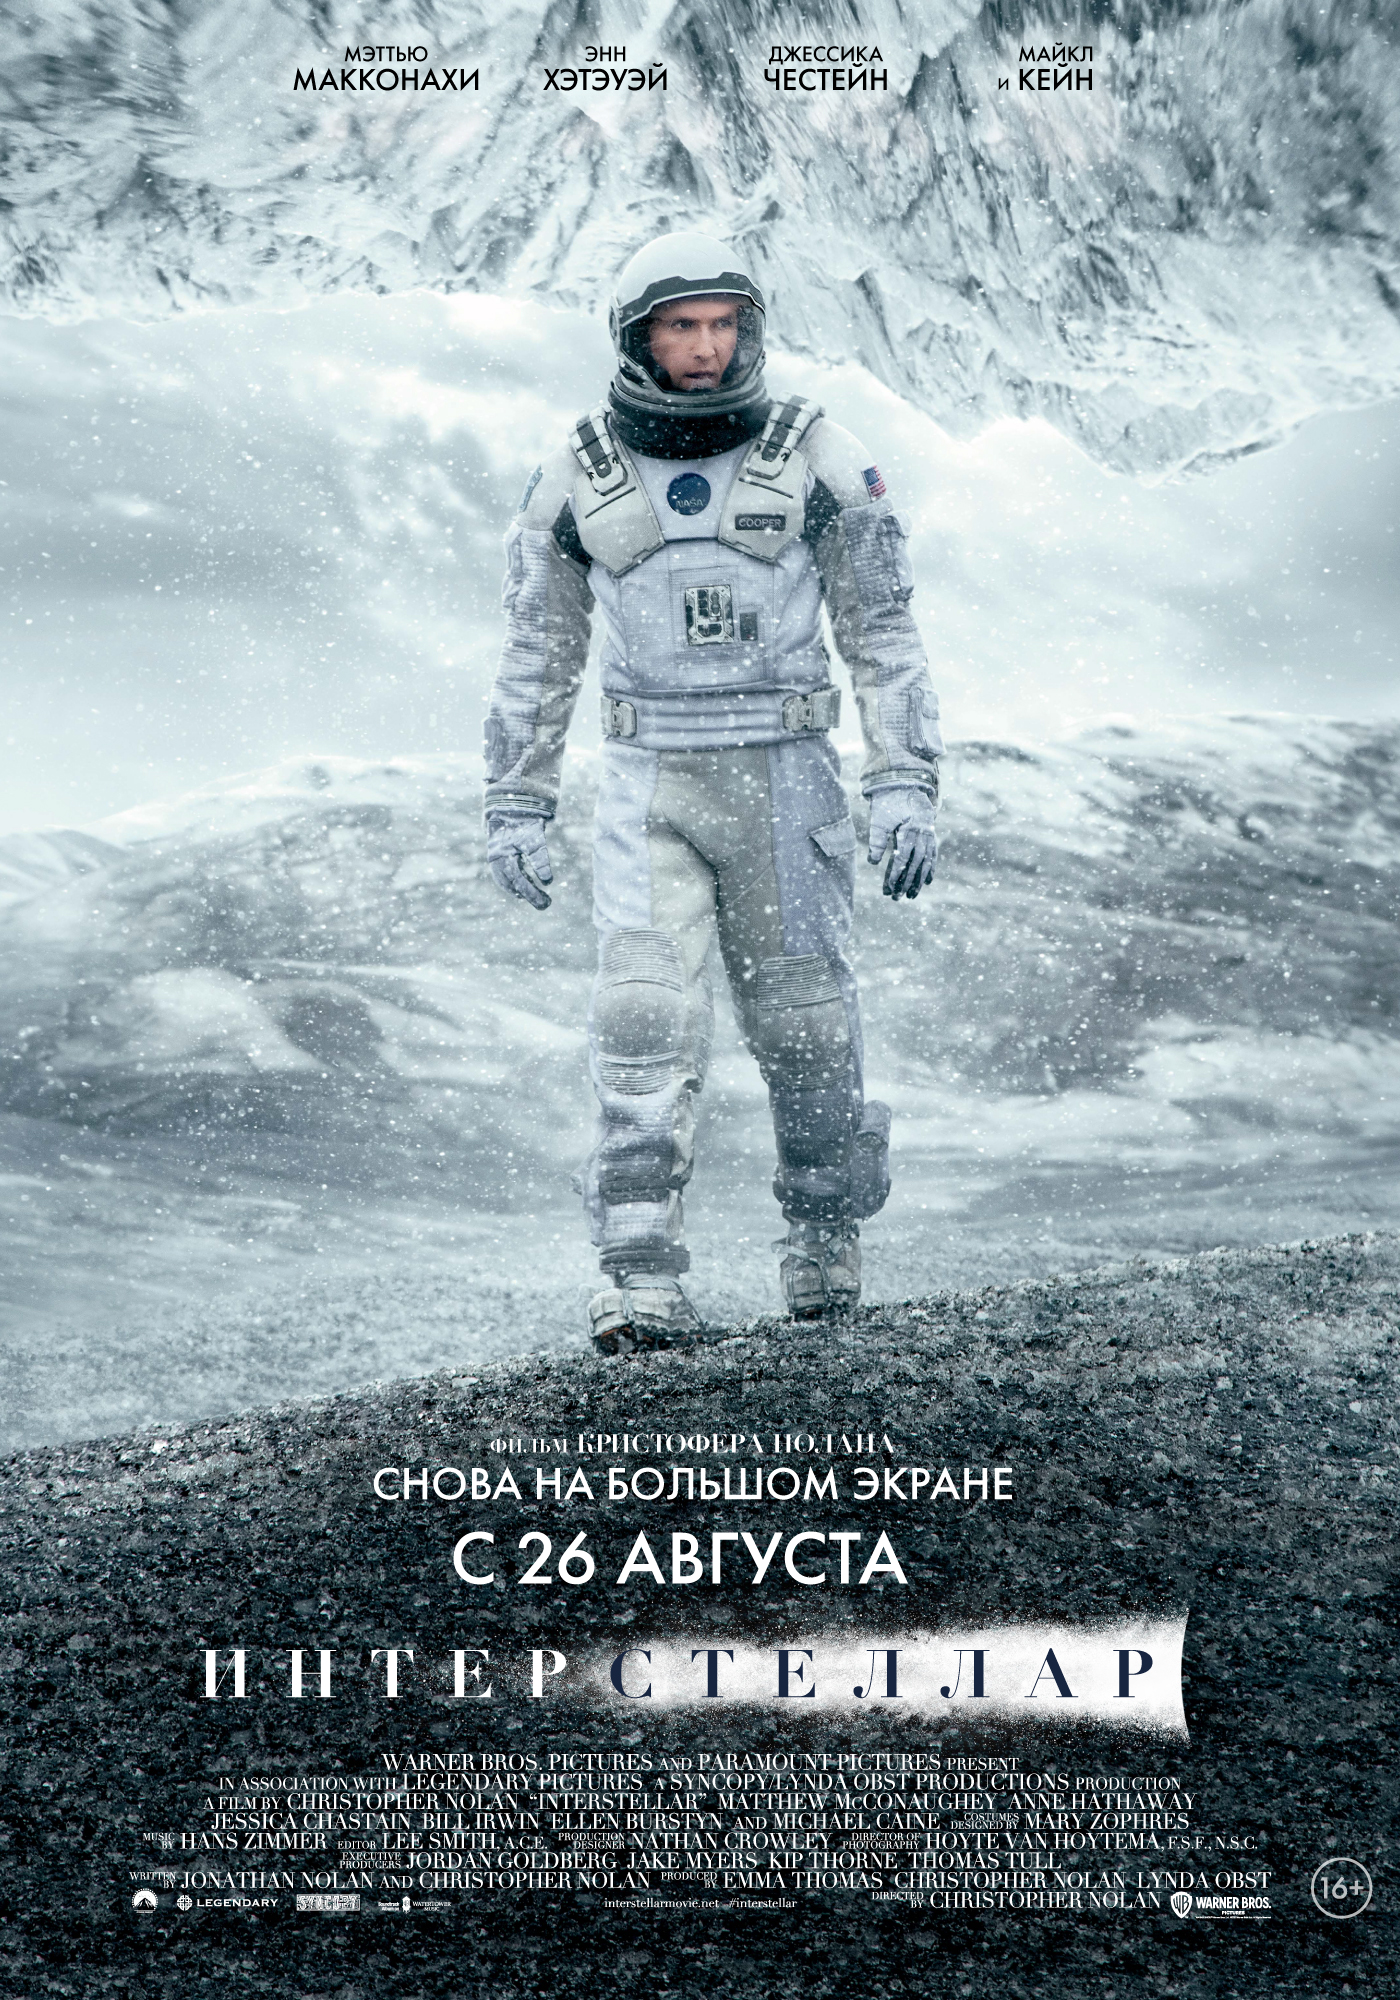 МЭТТЬЮ МАККОНАХИ
ЭНН ХЭТЭУЭЙ
ДЖЕССИКА ЧЕСТЕЙН
и МАЙКЛ КЕЙН
NASA
COOPER
ФИЛЬМ КРИСТОФЕРА НОЛАНА
СНОВА НА БОЛЬШОМ ЭКРАНЕ
С 26 АВГУСТА
ИНТЕРСТЕЛЛАР
WARNER BROS. PICTURES AND PARAMOUNT PICTURES PRESENT
IN ASSOCIATION WITH LEGENDARY PICTURES A SYNCOPY/LYNDA OBST PRODUCTIONS PRODUCTION
A FILM BY CHRISTOPHER NOLAN "INTERSTELLAR" MATTHEW McCONAUGHEY ANNE HATHAWAY
JESSICA CHASTAIN BILL IRWIN ELLEN BURSTYN AND MICHAEL CAINE COSTUMES DESIGNED BY MARY ZOPHRES
MUSIC BY HANS ZIMMER EDITOR LEE SMITH, A.C.E. PRODUCTION DESIGNER NATHAN CROWLEY DIRECTOR OF PHOTOGRAPHY HOYTE VAN HOYTEMA, F.S.F., N.S.C.
EXECUTIVE PRODUCERS JORDAN GOLDBERG JAKE MYERS KIP THORNE THOMAS TULL
WRITTEN BY JONATHAN NOLAN AND CHRISTOPHER NOLAN PRODUCED BY EMMA THOMAS CHRISTOPHER NOLAN LYNDA OBST
LEGENDARY SYNCOPY WATERTOWER MUSIC interstellarmovie.net #interstellar DIRECTED BY CHRISTOPHER NOLAN WARNER BROS. PICTURES
16+